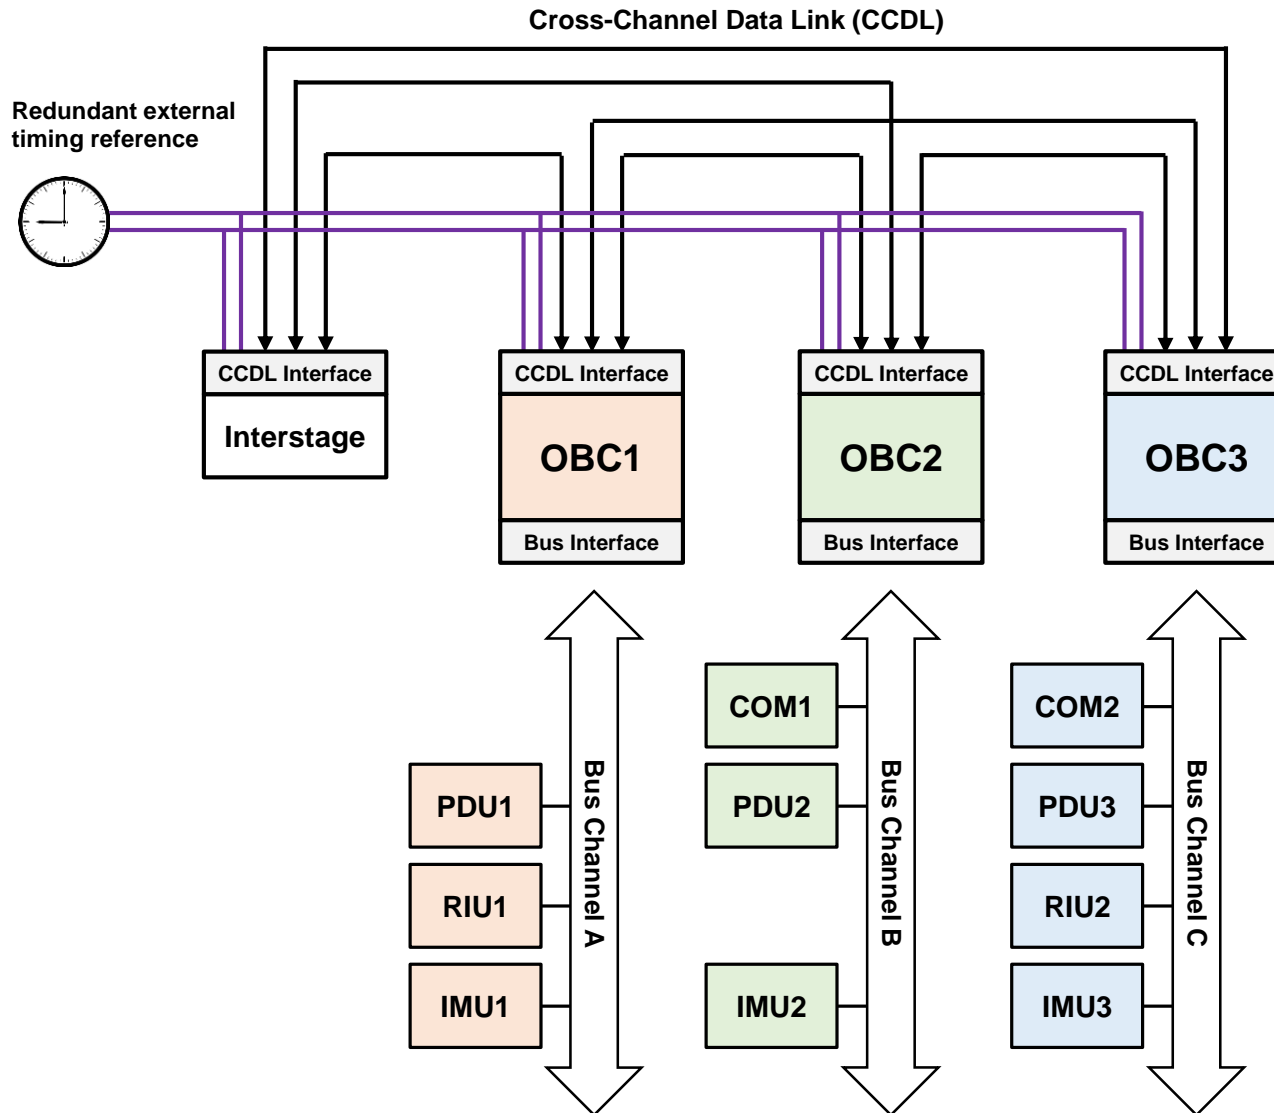 Cross-Channel Data Link (CCDL)
Redundant external
timing reference
CCDL Interface
Interstage
CCDL Interface
OBC1
Bus Interface
CCDL Interface
OBC2
Bus Interface
CCDL Interface
OBC3
Bus Interface
PDU1
RIU1
IMU1
Bus Channel A
COM1
PDU2
IMU2
Bus Channel B
COM2
PDU3
RIU2
IMU3
Bus Channel C